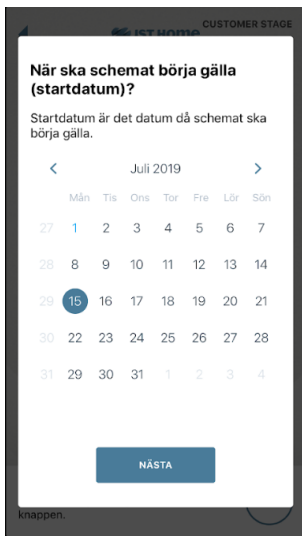 CUSTOMER STAGE
IST Home
När ska schemat börja gälla
(startdatum)?
Startdatum är det datum då schemat ska
börja gälla.
< Juli 2019 >
Mån Tis Ons Tor Fre Lör Sön
27 1 2 3 4 5 6 7
28 8 9 10 11 12 13 14
29 15 16 17 18 19 20 21
30 22 23 24 25 26 27 28
31 29 30 31 1 2 3 4
NÄSTA
knappen.